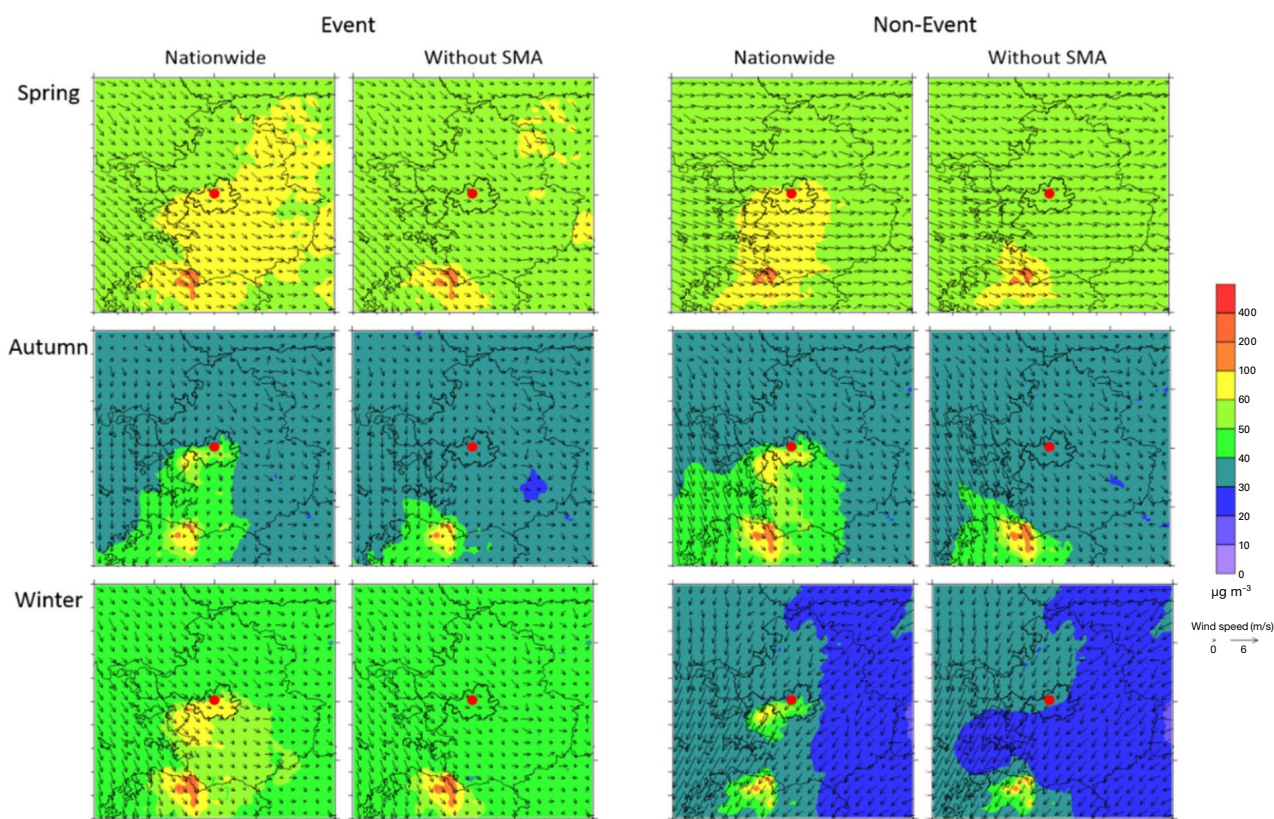 Event
Non-Event
Nationwide
Without SMA
Nationwide
Without SMA
Spring
Autumn
Winter
400
200
100
60
50
40
30
20
10
0
µg m⁻³
Wind speed (m/s)
0 6